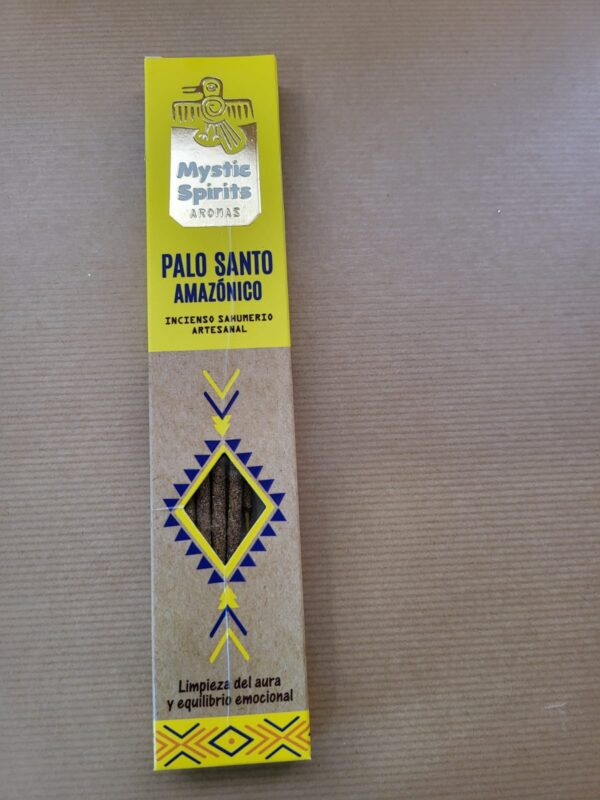 Mystic
Spirits
AROMAS
PALO SANTO
AMAZÓNICO
INCIENSO SAHUMERIO
ARTESANAL
Limpieza del aura
y equilibrio emocional